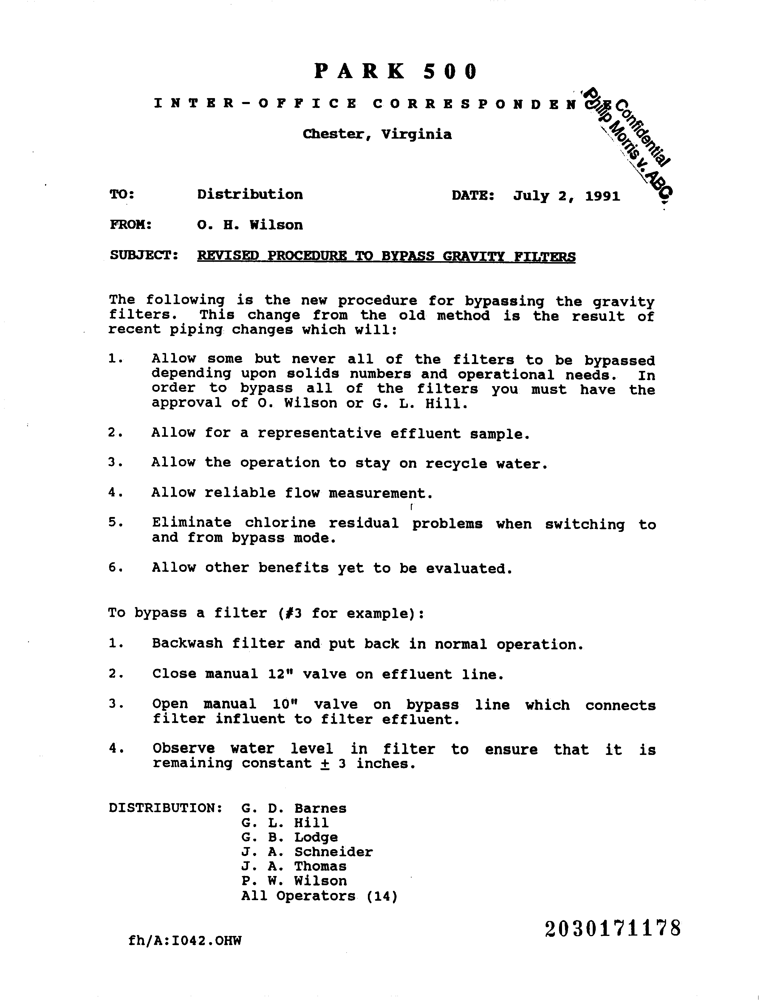 PARK 500
INTER-OFFICE CORRESPONDENCE
Confidential
Philip Morris v. ABC,
Chester, Virginia
TO: Distribution DATE: July 2, 1991
FROM: O. H. Wilson
SUBJECT: REVISED PROCEDURE TO BYPASS GRAVITY FILTERS
The following is the new procedure for bypassing the gravity
filters. This change from the old method is the result of
recent piping changes which will:
1. Allow some but never all of the filters to be bypassed
depending upon solids numbers and operational needs. In
order to bypass all of the filters you must have the
approval of O. Wilson or G. L. Hill.
2. Allow for a representative effluent sample.
3. Allow the operation to stay on recycle water.
4. Allow reliable flow measurement.
5. Eliminate chlorine residual problems when switching to
and from bypass mode.
6. Allow other benefits yet to be evaluated.
To bypass a filter (#3 for example):
1. Backwash filter and put back in normal operation.
2. Close manual 12" valve on effluent line.
3. Open manual 10" valve on bypass line which connects
filter influent to filter effluent.
4. Observe water level in filter to ensure that it is
remaining constant ± 3 inches.
DISTRIBUTION: G. D. Barnes
G. L. Hill
G. B. Lodge
J. A. Schneider
J. A. Thomas
P. W. Wilson
All Operators (14)
2030171178
fh/A:I042.OHW